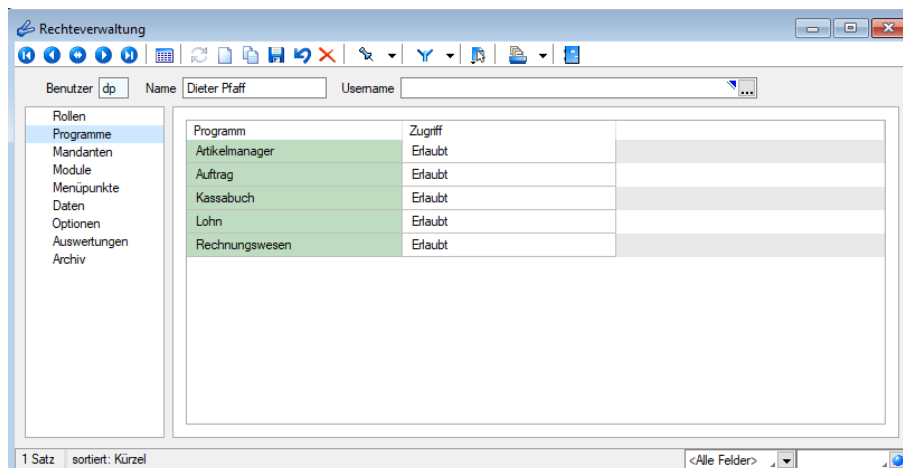 Rechteverwaltung
Benutzer dp Name Dieter Pfaff Username ...
Rollen
Programme
Mandanten
Module
Menüpunkte
Daten
Optionen
Auswertungen
Archiv
Programm Zugriff
Artikelmanager Erlaubt
Auftrag Erlaubt
Kassabuch Erlaubt
Lohn Erlaubt
Rechnungswesen Erlaubt
1 Satz sortiert: Kürzel <Alle Felder>